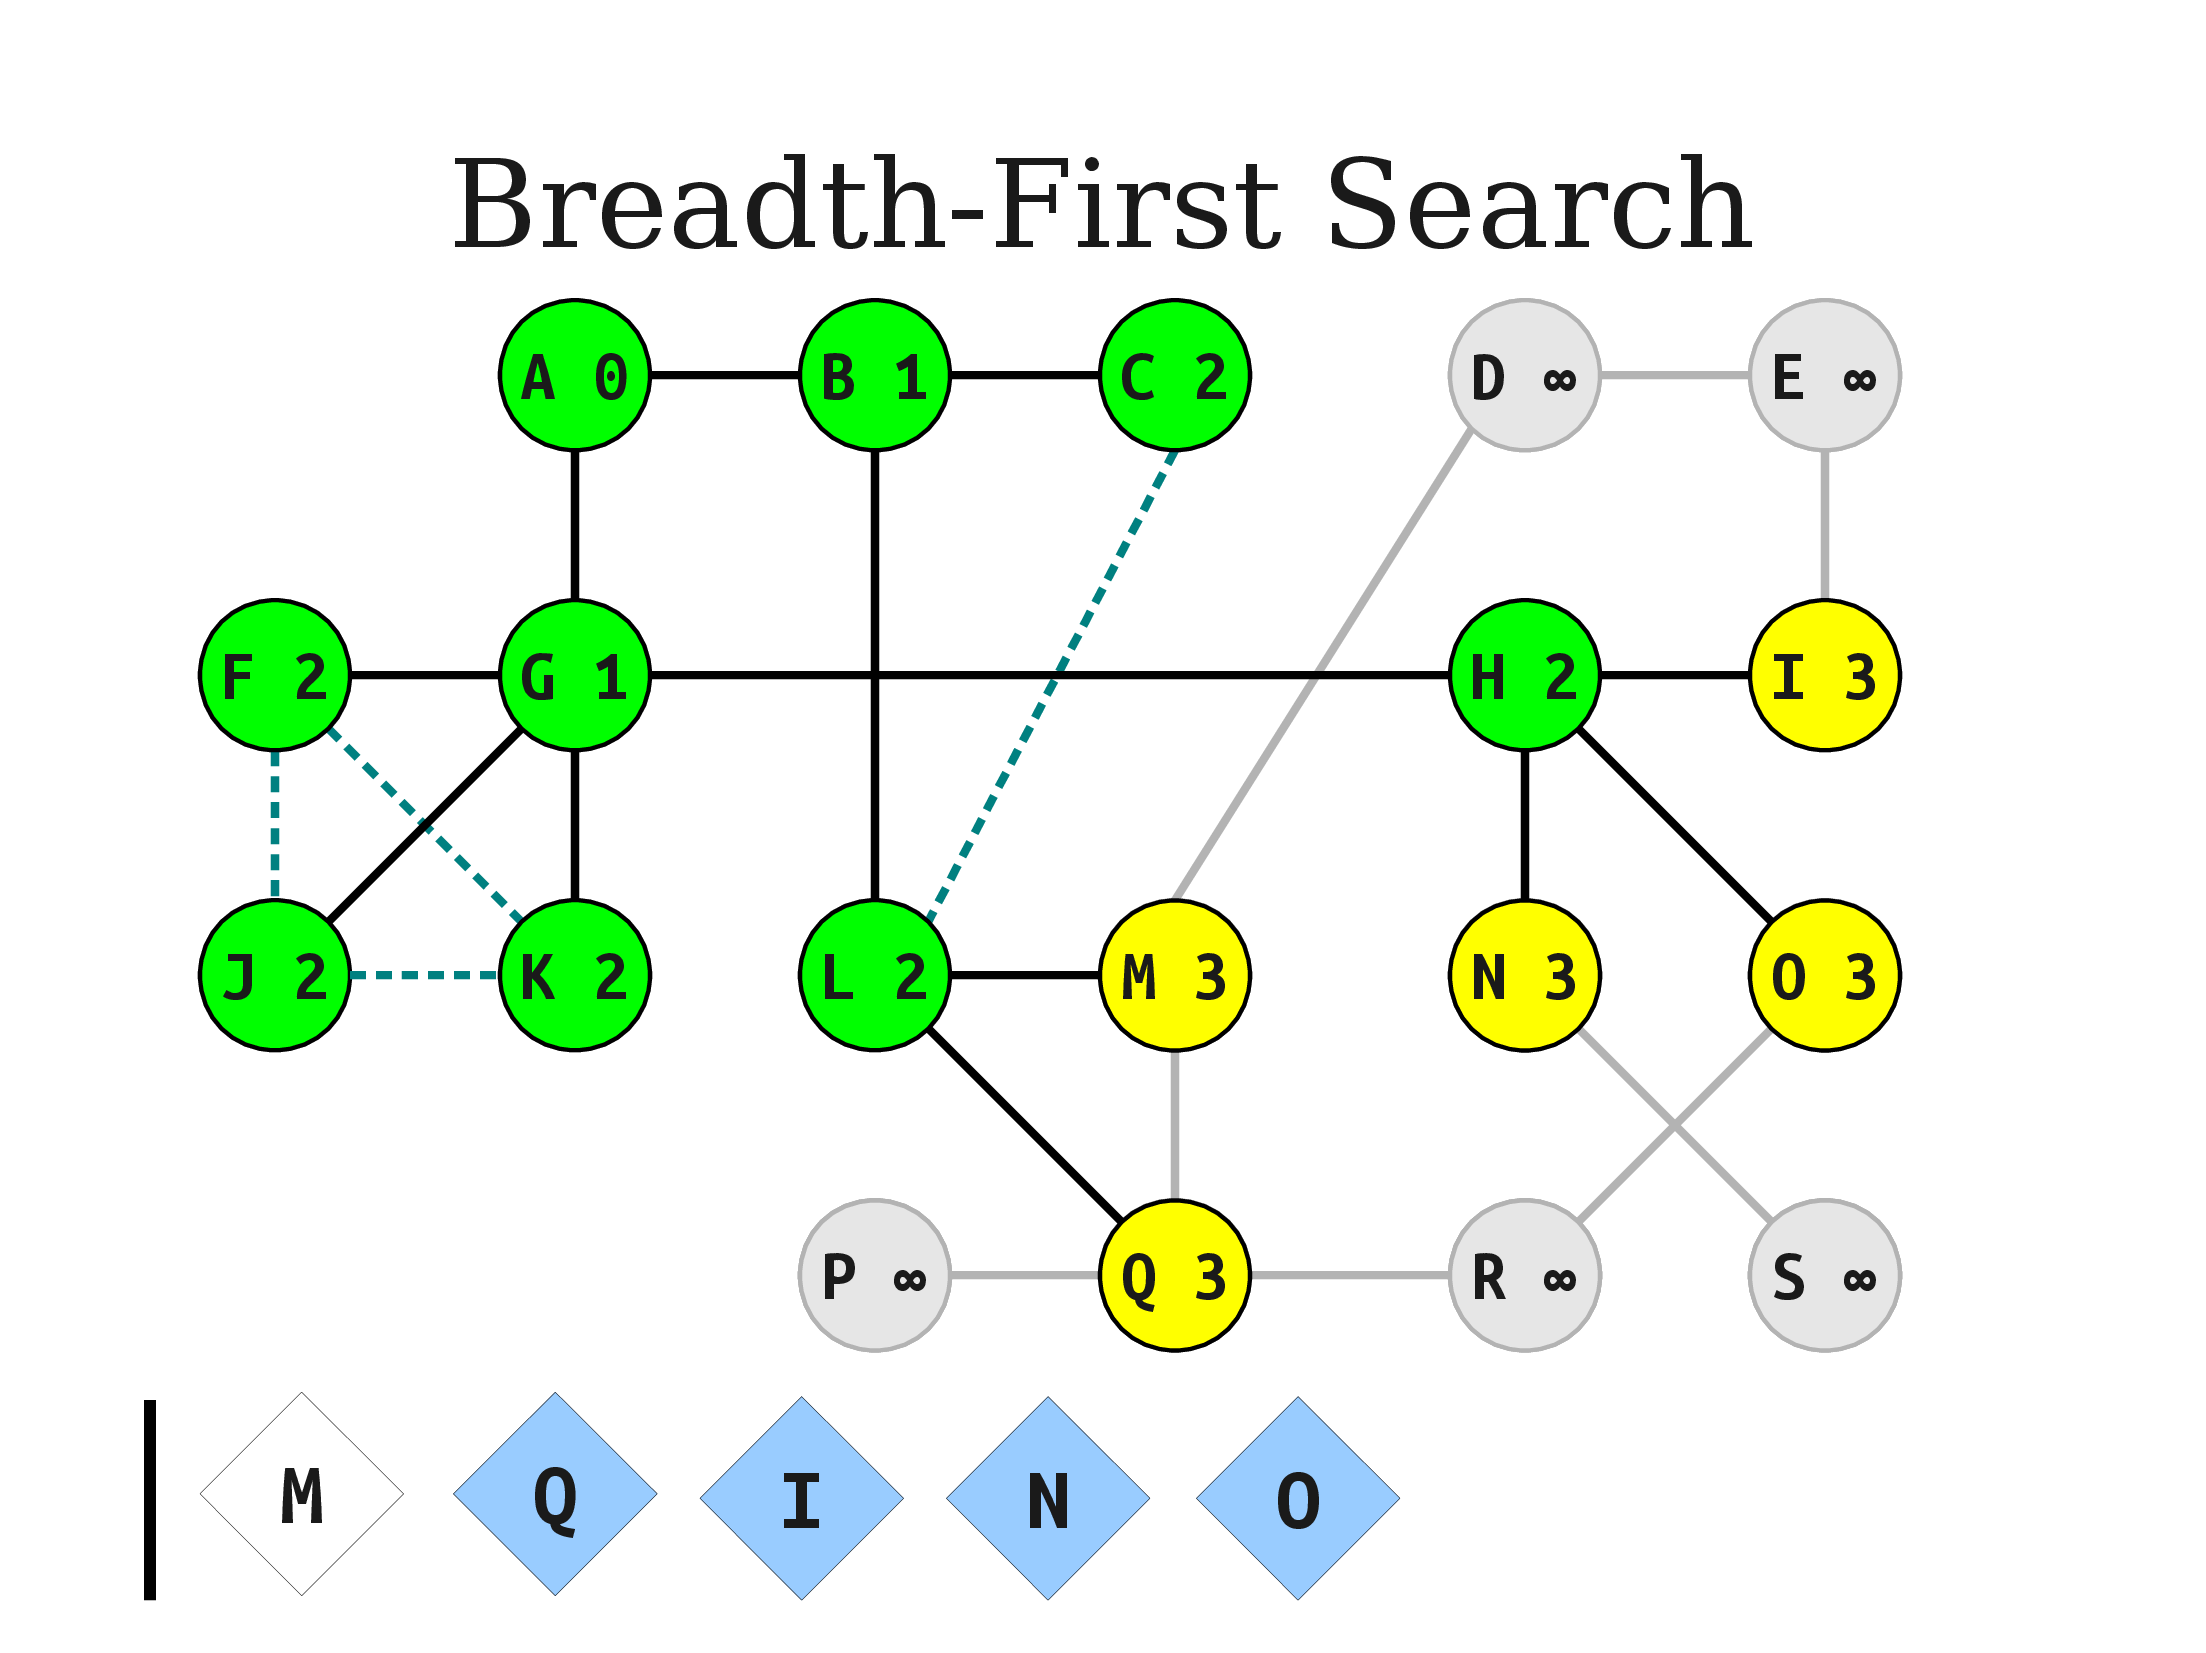 Breadth-First Search
A 0 B 1 C 2 D ∞ E ∞
F 2 G 1 H 2 I 3
J 2 K 2 L 2 M 3 N 3 O 3
P ∞ Q 3 R ∞ S ∞
M Q I N O